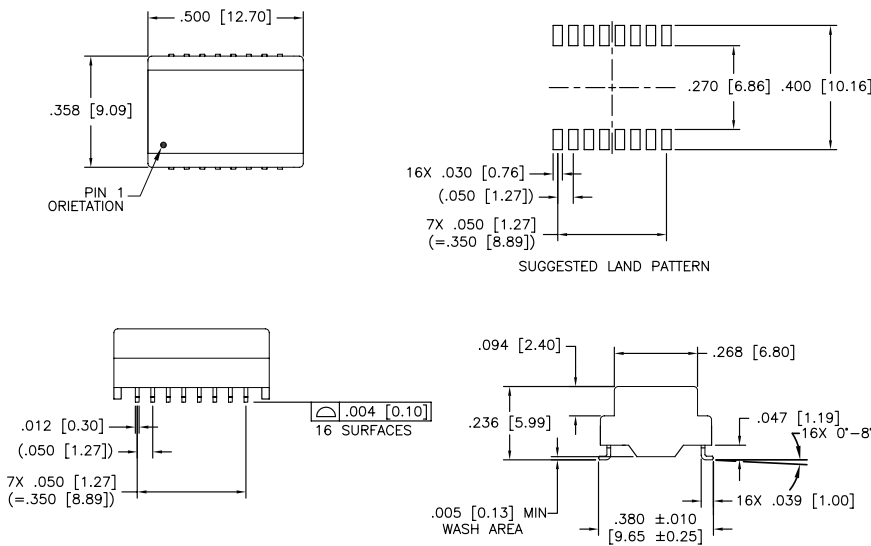 .500 [12.70]
.358 [9.09]
PIN 1
ORIETATION
.270 [6.86]
.400 [10.16]
16X .030 [0.76]
(.050 [1.27])
7X .050 [1.27]
(=.350 [8.89])
SUGGESTED LAND PATTERN
.012 [0.30]
(.050 [1.27])
7X .050 [1.27]
(=.350 [8.89])
.004 [0.10]
16 SURFACES
.094 [2.40]
.268 [6.80]
.236 [5.99]
.047 [1.19]
16X 0°-8°
.005 [0.13] MIN
WASH AREA
.380 ±.010
[9.65 ±0.25]
16X .039 [1.00]